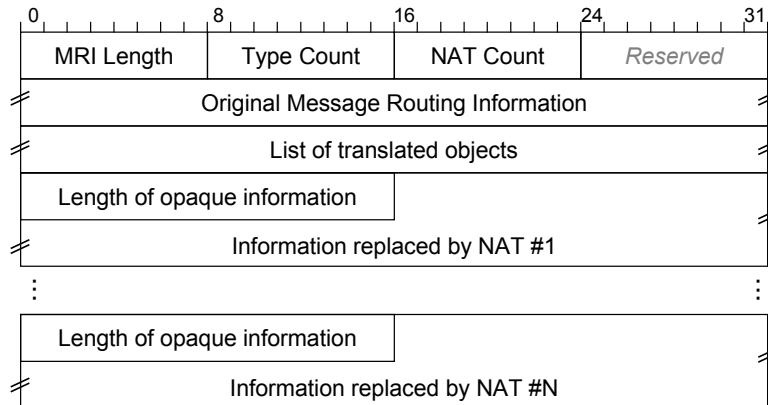 0 8 16 24 31
MRI Length Type Count NAT Count Reserved
Original Message Routing Information
List of translated objects
Length of opaque information
Information replaced by NAT #1
⋮ ⋮
Length of opaque information
Information replaced by NAT #N